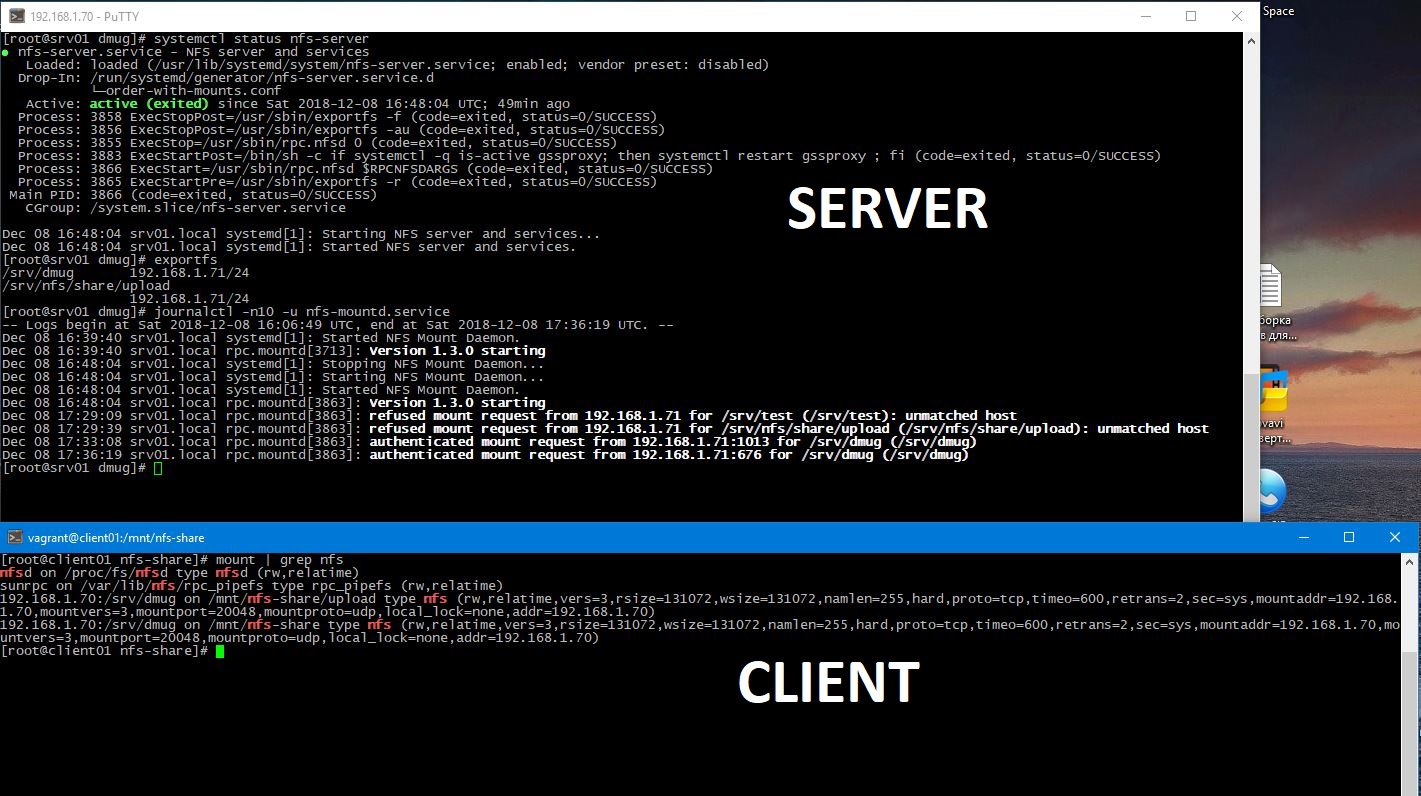 192.168.1.70 - PuTTY
Space
[root@srv01 dmug]# systemctl status nfs-server
● nfs-server.service - NFS server and services
   Loaded: loaded (/usr/lib/systemd/system/nfs-server.service; enabled; vendor preset: disabled)
  Drop-In: /run/systemd/generator/nfs-server.service.d
           └─order-with-mounts.conf
   Active: active (exited) since Sat 2018-12-08 16:48:04 UTC; 49min ago
  Process: 3858 ExecStopPost=/usr/sbin/exportfs -f (code=exited, status=0/SUCCESS)
  Process: 3856 ExecStopPost=/usr/sbin/exportfs -au (code=exited, status=0/SUCCESS)
  Process: 3855 ExecStop=/usr/sbin/rpc.nfsd 0 (code=exited, status=0/SUCCESS)
  Process: 3883 ExecStartPost=/bin/sh -c if systemctl -q is-active gssproxy; then systemctl restart gssproxy ; fi (code=exited, status=0/SUCCESS)
  Process: 3866 ExecStart=/usr/sbin/rpc.nfsd $RPCNFSDARGS (code=exited, status=0/SUCCESS)
  Process: 3865 ExecStartPre=/usr/sbin/exportfs -r (code=exited, status=0/SUCCESS)
 Main PID: 3866 (code=exited, status=0/SUCCESS)
   CGroup: /system.slice/nfs-server.service
SERVER
Dec 08 16:48:04 srv01.local systemd[1]: Starting NFS server and services...
Dec 08 16:48:04 srv01.local systemd[1]: Started NFS server and services.
[root@srv01 dmug]# exportfs
/srv/dmug       192.168.1.71/24
/srv/nfs/share/upload
                192.168.1.71/24
[root@srv01 dmug]# journalctl -n10 -u nfs-mountd.service
-- Logs begin at Sat 2018-12-08 16:06:49 UTC, end at Sat 2018-12-08 17:36:19 UTC. --
Dec 08 16:39:40 srv01.local systemd[1]: Started NFS Mount Daemon.
Dec 08 16:39:40 srv01.local rpc.mountd[3713]: Version 1.3.0 starting
Dec 08 16:48:04 srv01.local systemd[1]: Stopping NFS Mount Daemon...
Dec 08 16:48:04 srv01.local systemd[1]: Starting NFS Mount Daemon...
Dec 08 16:48:04 srv01.local systemd[1]: Started NFS Mount Daemon.
Dec 08 16:48:04 srv01.local rpc.mountd[3863]: Version 1.3.0 starting
Dec 08 17:29:09 srv01.local rpc.mountd[3863]: refused mount request from 192.168.1.71 for /srv/test (/srv/test): unmatched host
Dec 08 17:29:39 srv01.local rpc.mountd[3863]: refused mount request from 192.168.1.71 for /srv/nfs/share/upload (/srv/nfs/share/upload): unmatched host
Dec 08 17:33:08 srv01.local rpc.mountd[3863]: authenticated mount request from 192.168.1.71:1013 for /srv/dmug (/srv/dmug)
Dec 08 17:36:19 srv01.local rpc.mountd[3863]: authenticated mount request from 192.168.1.71:676 for /srv/dmug (/srv/dmug)
[root@srv01 dmug]#
борка
в для...
vavi
верт...
vagrant@client01:/mnt/nfs-share
[root@client01 nfs-share]# mount | grep nfs
nfsd on /proc/fs/nfsd type nfsd (rw,relatime)
sunrpc on /var/lib/nfs/rpc_pipefs type rpc_pipefs (rw,relatime)
192.168.1.70:/srv/dmug on /mnt/nfs-share/upload type nfs (rw,relatime,vers=3,rsize=131072,wsize=131072,namlen=255,hard,proto=tcp,timeo=600,retrans=2,sec=sys,mountaddr=192.168.
1.70,mountvers=3,mountport=20048,mountproto=udp,local_lock=none,addr=192.168.1.70)
192.168.1.70:/srv/dmug on /mnt/nfs-share type nfs (rw,relatime,vers=3,rsize=131072,wsize=131072,namlen=255,hard,proto=tcp,timeo=600,retrans=2,sec=sys,mountaddr=192.168.1.70,mo
untvers=3,mountport=20048,mountproto=udp,local_lock=none,addr=192.168.1.70)
[root@client01 nfs-share]#
CLIENT